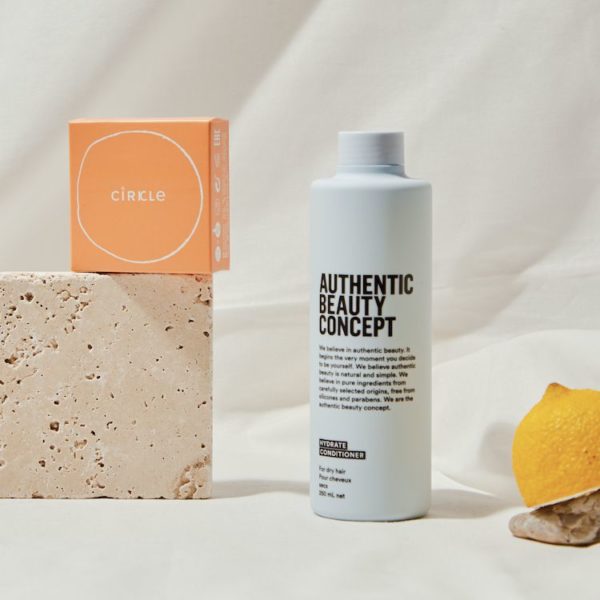 CIRKLE
EAC
AUTHENTIC
BEAUTY
CONCEPT
We believe in authentic beauty. It
begins the very moment you decide
to be yourself. We believe authentic
beauty is natural and simple. We
believe in pure ingredients from
carefully selected origins, free from
silicones and parabens. We are the
authentic beauty concept.
HYDRATE
CONDITIONER
For dry hair
Pour cheveux
secs
250 mL net